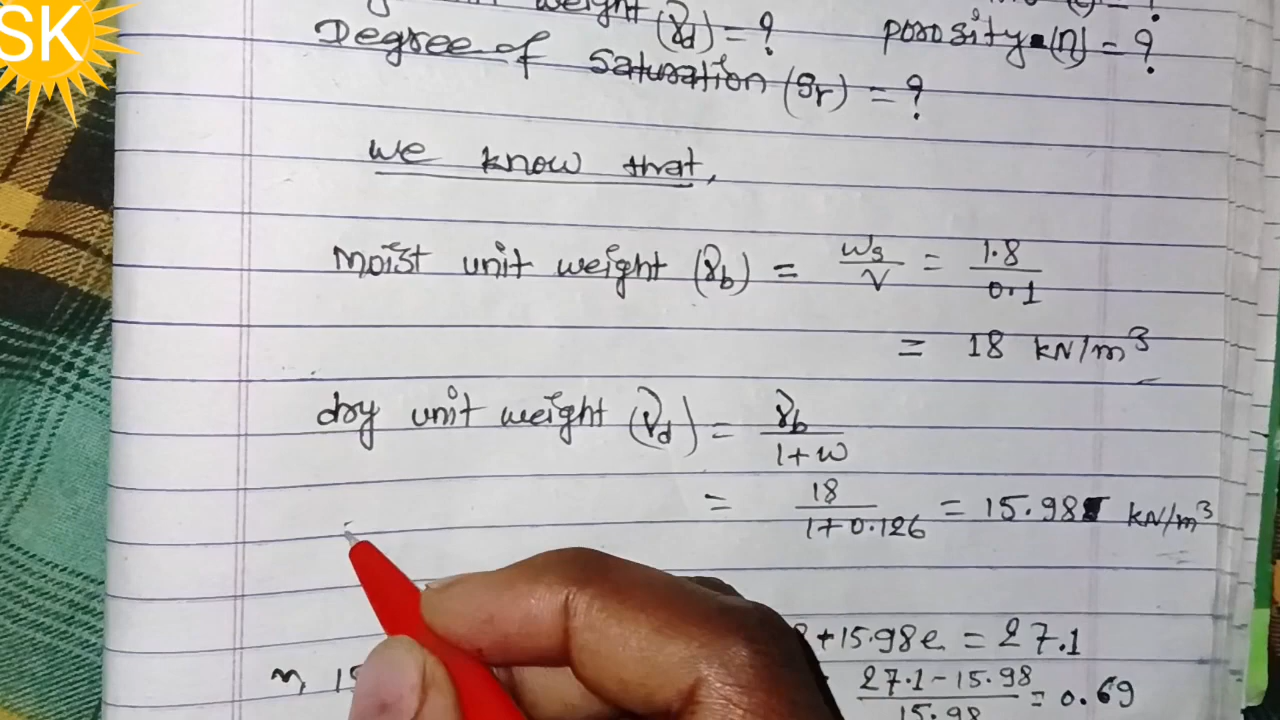 SK
weight (γd) = ?
Degree of Saturation (Sr) = ?
porosity (n) = ?
we know that,
Moist unit weight (γb) = Ws/V = 1.8/0.1
= 18 kN/m³
dry unit weight (γd) = γb/1+w
= 18/1+0.126 = 15.98 kN/m³
+15.98e = 27.1
27.1-15.98/15.98 = 0.69